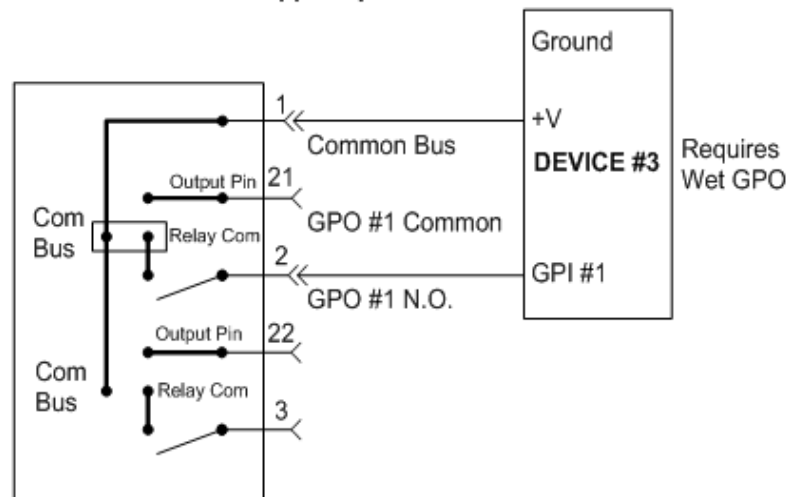 Ground
1
+V
Common Bus
DEVICE #3
Requires
Wet GPO
Output Pin
21
GPO #1 Common
Com
Bus
Relay Com
2
GPI #1
GPO #1 N.O.
Output Pin
22
Com
Bus
Relay Com
3